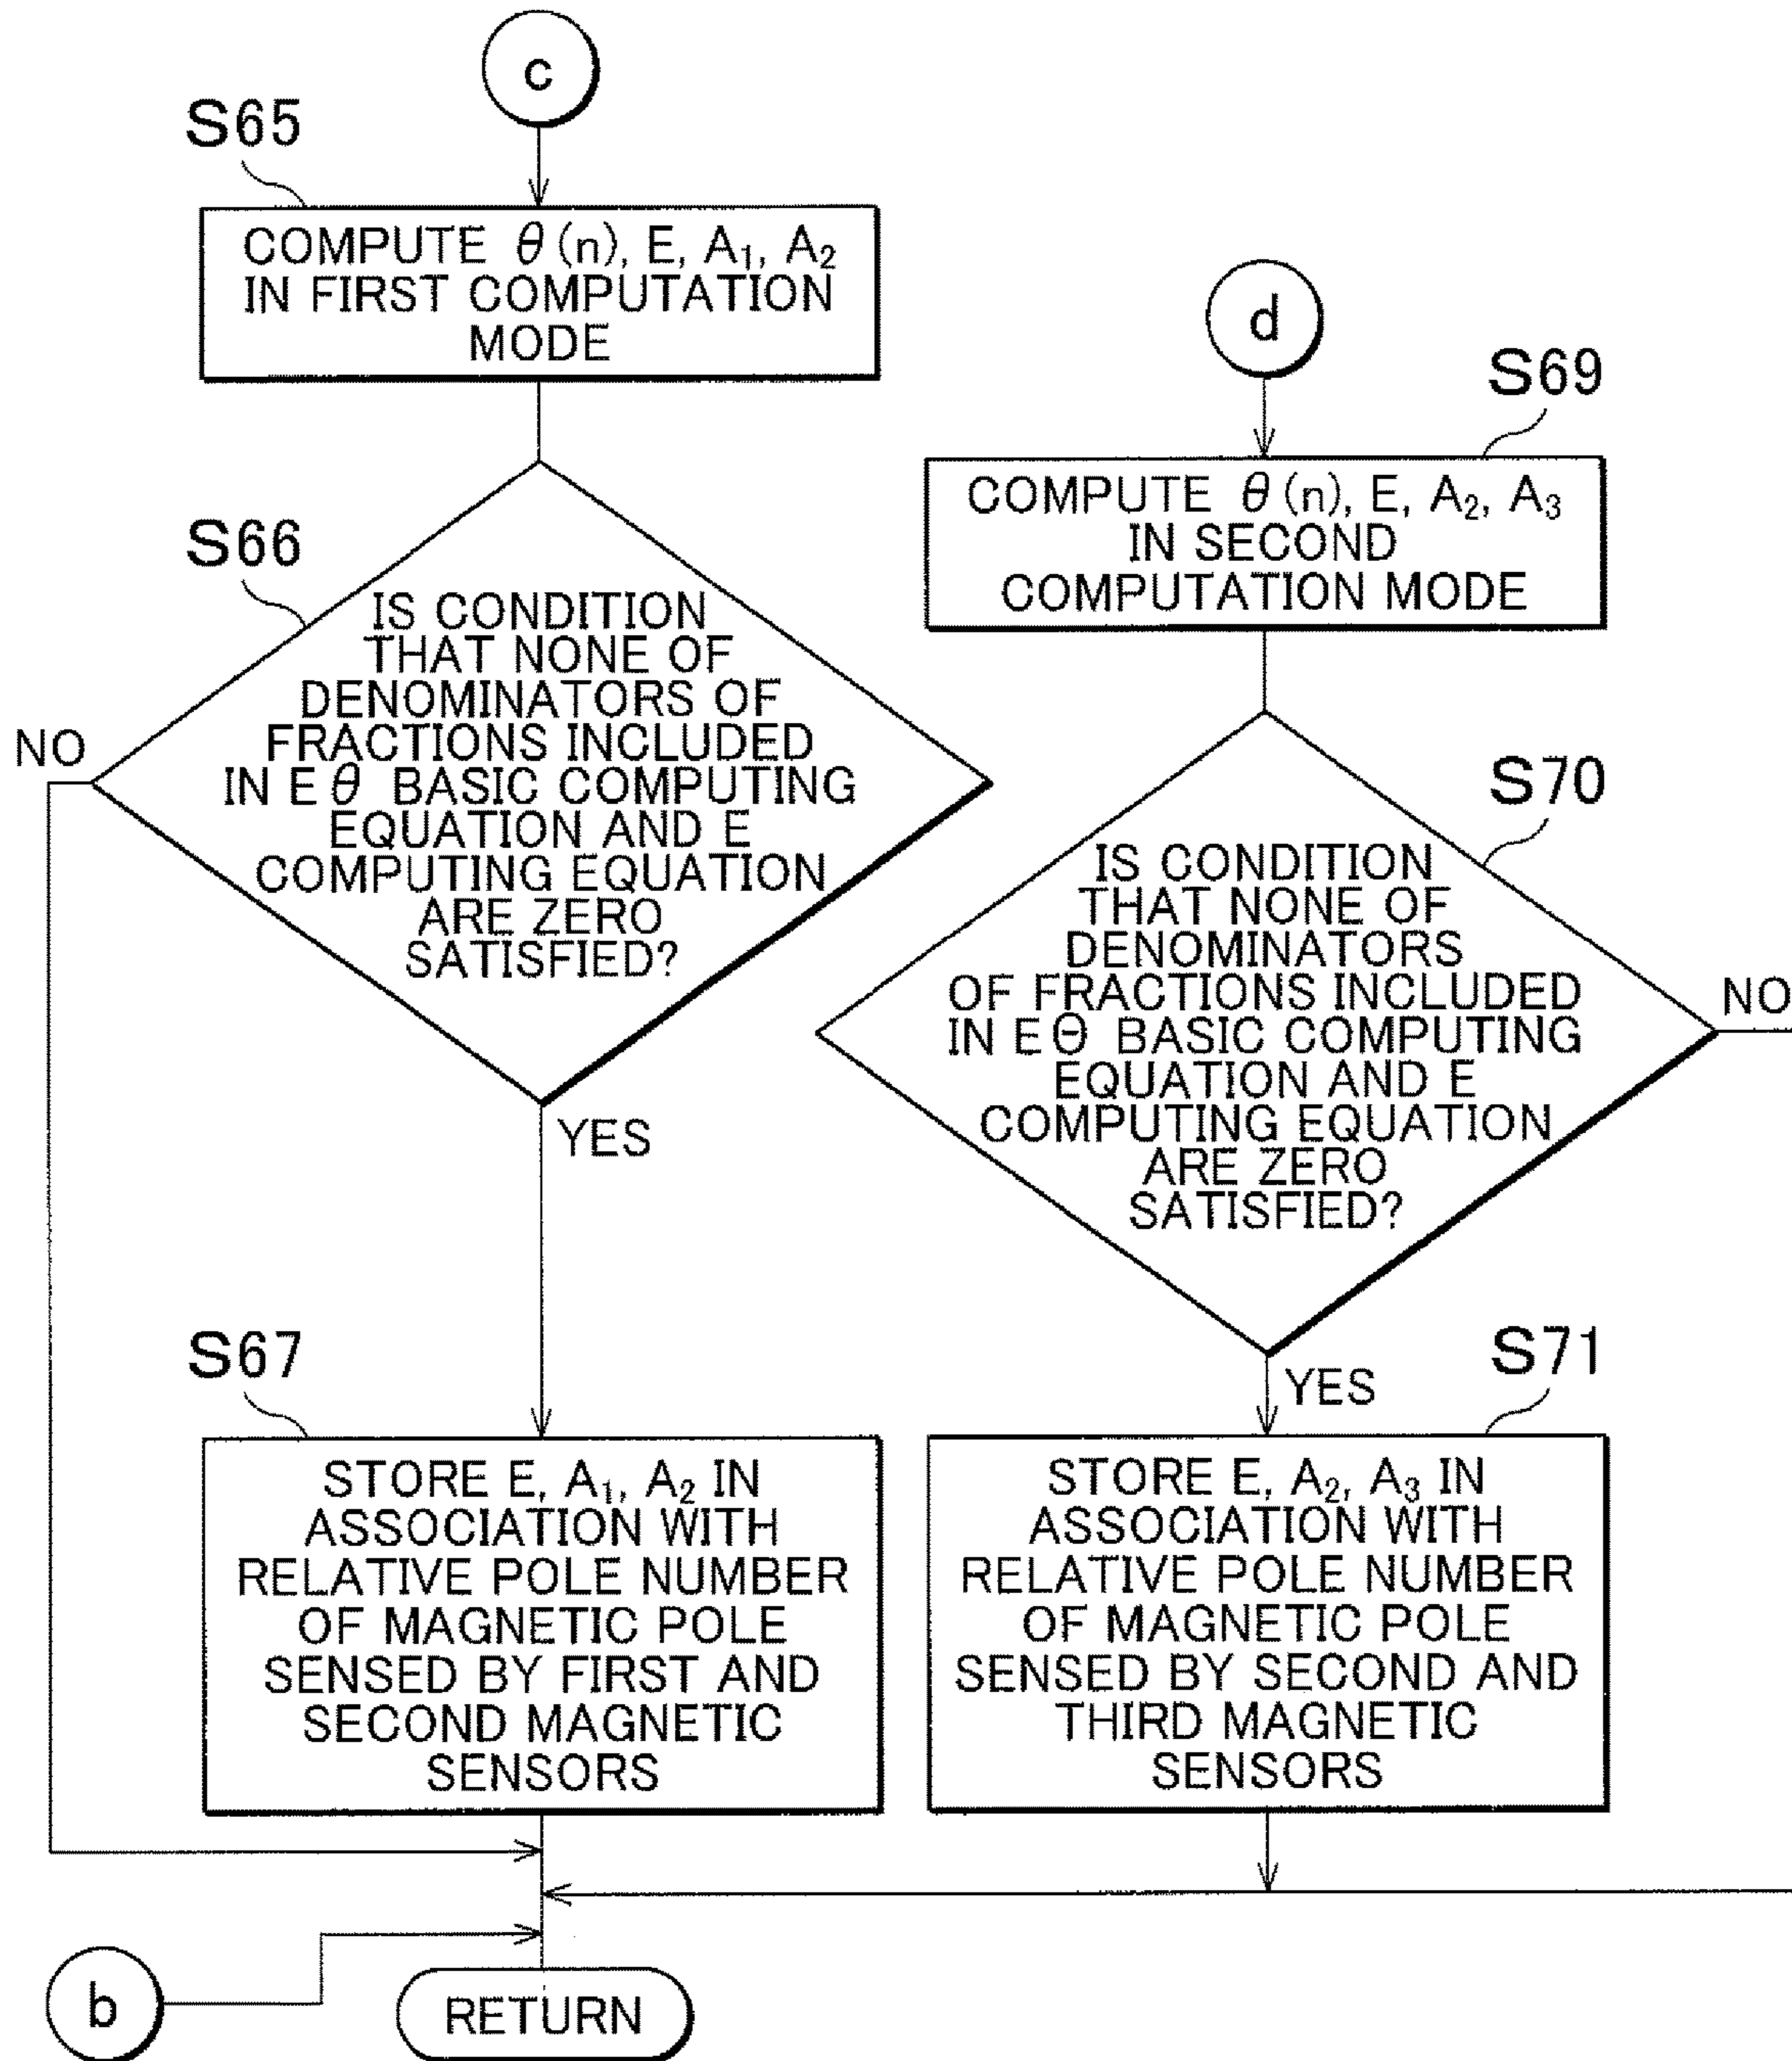 c
S65
COMPUTE θ(n), E, A₁, A₂
IN FIRST COMPUTATION
MODE
S66
IS CONDITION
THAT NONE OF
DENOMINATORS OF
FRACTIONS INCLUDED
IN Eθ BASIC COMPUTING
EQUATION AND E
COMPUTING EQUATION
ARE ZERO
SATISFIED?
NO
YES
S67
STORE E, A₁, A₂ IN
ASSOCIATION WITH
RELATIVE POLE NUMBER
OF MAGNETIC POLE
SENSED BY FIRST AND
SECOND MAGNETIC
SENSORS
d
S69
COMPUTE θ(n), E, A₂, A₃
IN SECOND
COMPUTATION MODE
S70
IS CONDITION
THAT NONE OF
DENOMINATORS
OF FRACTIONS INCLUDED
IN EΘ BASIC COMPUTING
EQUATION AND E
COMPUTING EQUATION
ARE ZERO
SATISFIED?
NO
YES
S71
STORE E, A₂, A₃ IN
ASSOCIATION WITH
RELATIVE POLE NUMBER
OF MAGNETIC POLE
SENSED BY SECOND AND
THIRD MAGNETIC
SENSORS
b
RETURN